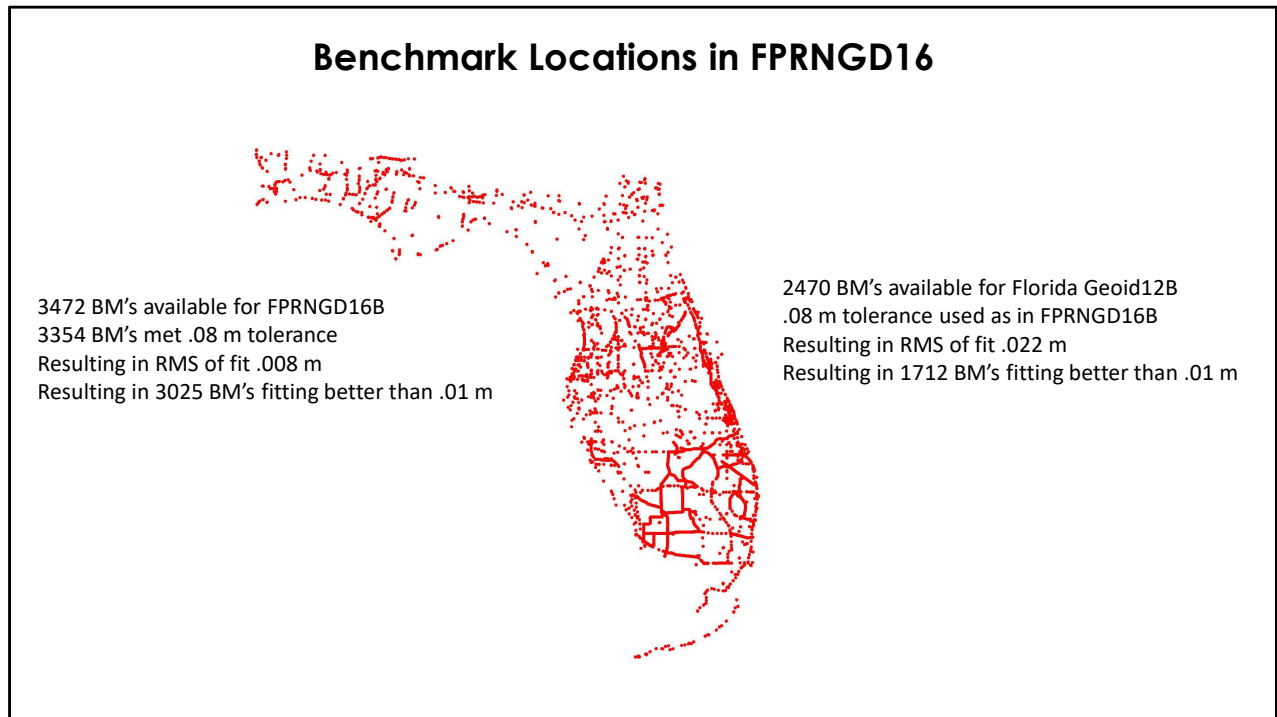 Benchmark Locations in FPRNGD16
3472 BM’s available for FPRNGD16B
3354 BM’s met .08 m tolerance
Resulting in RMS of fit .008 m
Resulting in 3025 BM’s fitting better than .01 m
2470 BM’s available for Florida Geoid12B
.08 m tolerance used as in FPRNGD16B
Resulting in RMS of fit .022 m
Resulting in 1712 BM’s fitting better than .01 m